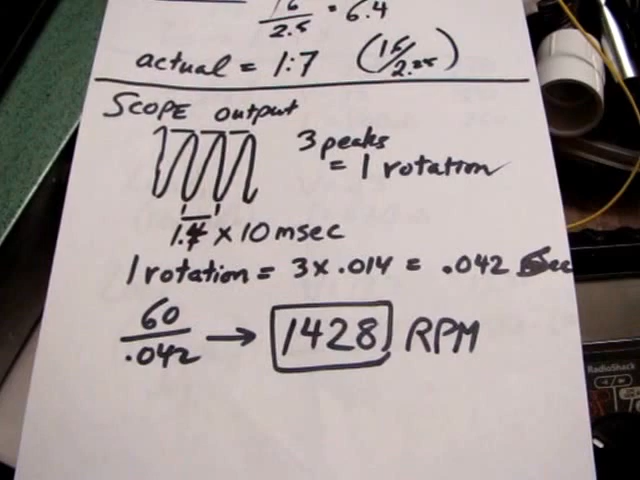 16/2.5 = 6.4
actual = 1:7 (16/2.25)
SCOPE output
3 peaks
= 1 rotation
1.4 x 10 msec
1 rotation = 3 x .014 = .042 Sec
60/.042 → 1428 RPM
RadioShack